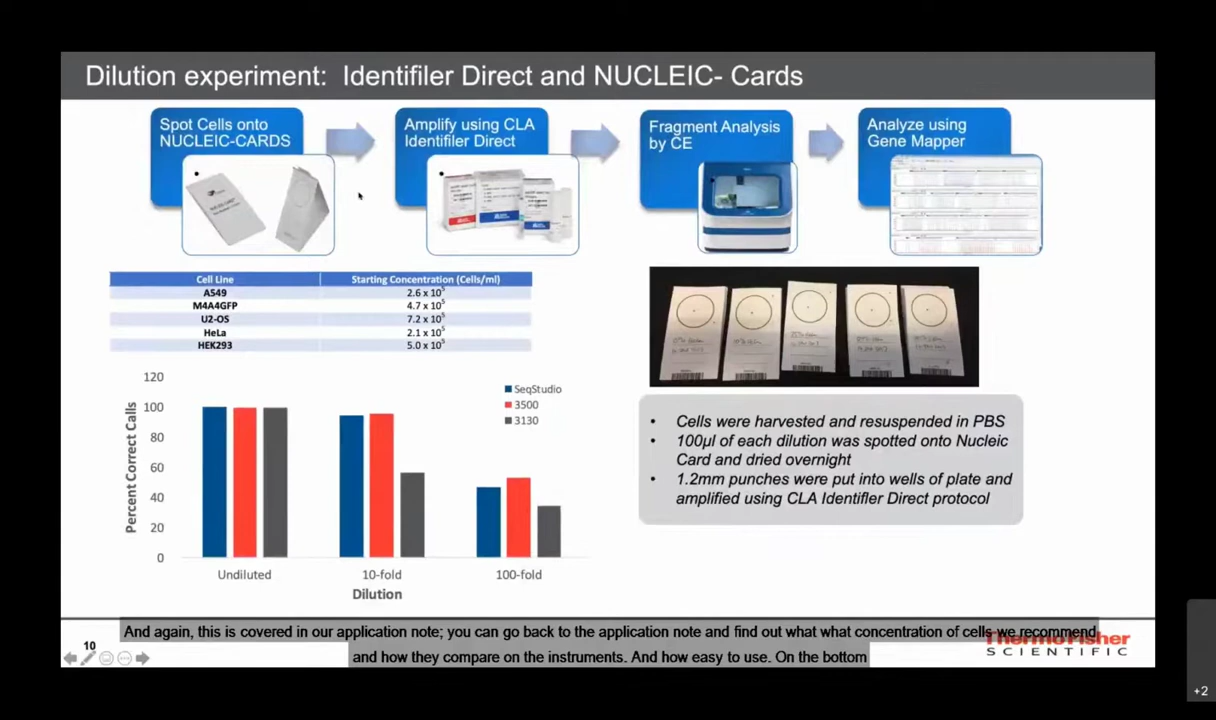 Dilution experiment: Identifiler Direct and NUCLEIC- Cards
Spot Cells onto
NUCLEIC-CARDS
Amplify using CLA
Identifiler Direct
Fragment Analysis
by CE
Analyze using
Gene Mapper
Cell Line Starting Concentration (Cells/ml)
A549 2.6 x 10⁵
M4A4GFP 4.7 x 10⁵
U2-OS 7.2 x 10⁵
HeLa 2.1 x 10⁵
HEK293 5.0 x 10⁵
120
100
80
60
40
20
0
Percent Correct Calls
SeqStudio
3500
3130
Undiluted 10-fold 100-fold
Dilution
• Cells were harvested and resuspended in PBS
• 100µl of each dilution was spotted onto Nucleic
Card and dried overnight
• 1.2mm punches were put into wells of plate and
amplified using CLA Identifler Direct protocol
10
And again, this is covered in our application note; you can go back to the application note and find out what what concentration of cells we recommend
and how they compare on the instruments. And how easy to use. On the bottom
ThermoFisher
SCIENTIFIC
+2